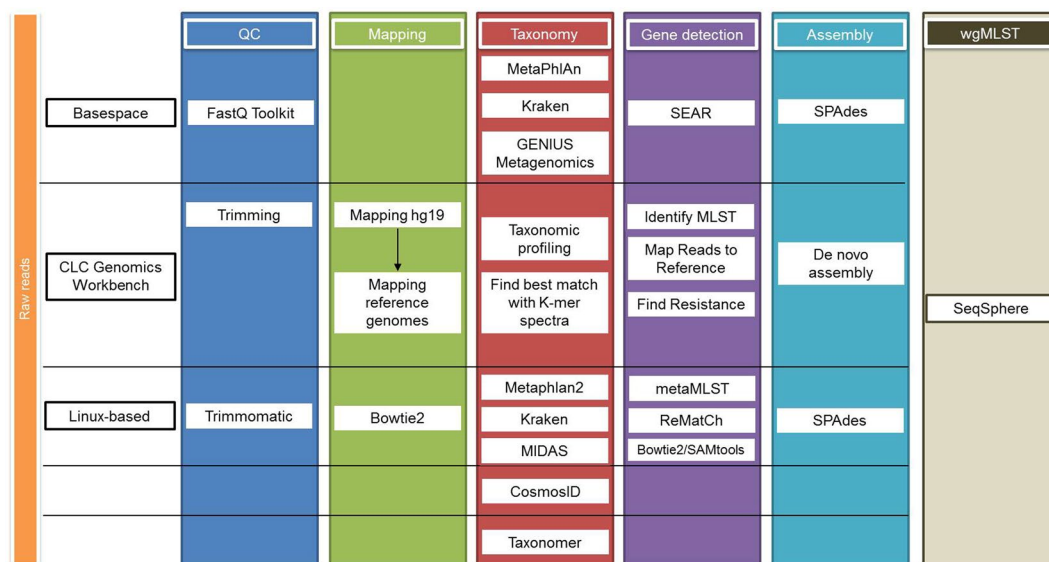 QC
Mapping
Taxonomy
Gene detection
Assembly
wgMLST
Raw reads
Basespace
FastQ Toolkit
MetaPhlAn
Kraken
GENIUS
Metagenomics
SEAR
SPAdes
CLC Genomics
Workbench
Trimming
Mapping hg19
Mapping
reference
genomes
Taxonomic
profiling
Find best match
with K-mer
spectra
Identify MLST
Map Reads to
Reference
Find Resistance
De novo
assembly
SeqSphere
Linux-based
Trimmomatic
Bowtie2
Metaphlan2
Kraken
MIDAS
metaMLST
ReMatCh
Bowtie2/SAMtools
SPAdes
CosmosID
Taxonomer